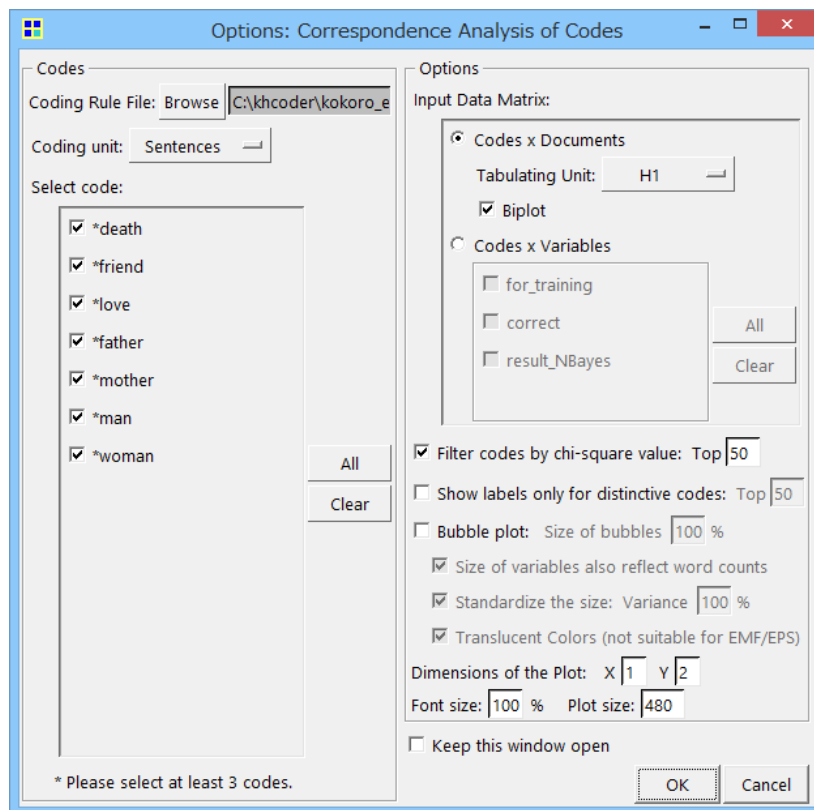 Options: Correspondence Analysis of Codes
Codes
Coding Rule File: Browse C:\khcoder\kokoro_e
Coding unit: Sentences
Select code:
*death
*friend
*love
*father
*mother
*man
*woman
All
Clear
* Please select at least 3 codes.
Options
Input Data Matrix:
Codes x Documents
Tabulating Unit: H1
Biplot
Codes x Variables
for_training
correct
result_NBayes
All
Clear
Filter codes by chi-square value: Top 50
Show labels only for distinctive codes: Top 50
Bubble plot: Size of bubbles 100 %
Size of variables also reflect word counts
Standardize the size: Variance 100 %
Translucent Colors (not suitable for EMF/EPS)
Dimensions of the Plot: X 1 Y 2
Font size: 100 % Plot size: 480
Keep this window open
OK Cancel